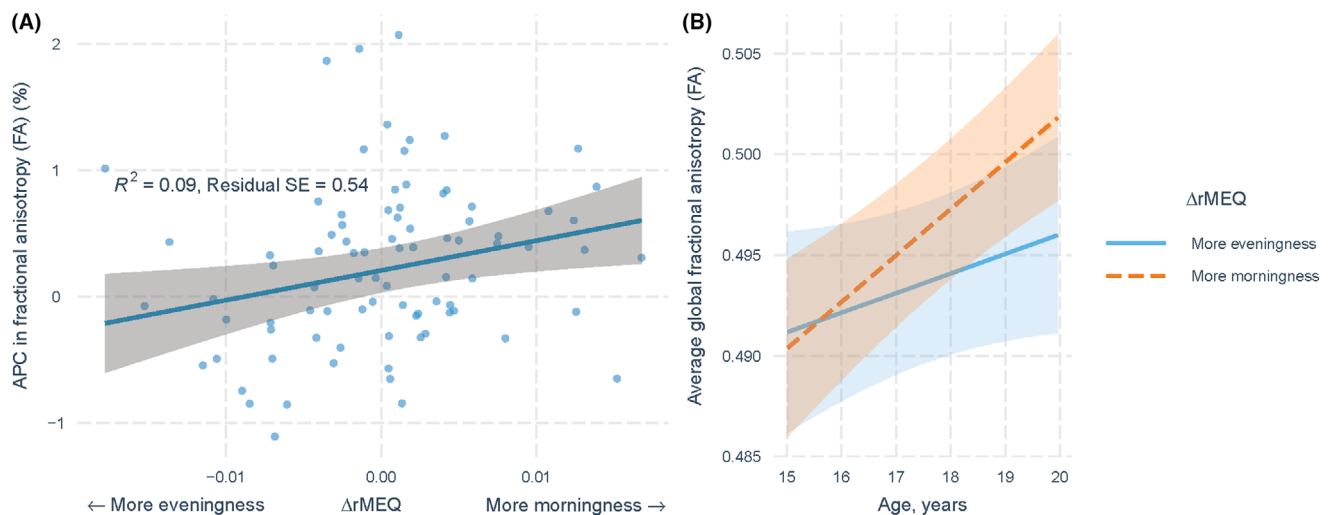 (A)
APC in fractional anisotropy (FA) (%)
2
1
0
−1
R² = 0.09, Residual SE = 0.54
−0.01
0.00
0.01
← More eveningness
ΔrMEQ
More morningness →
(B)
Average global fractional anisotropy (FA)
0.505
0.500
0.495
0.490
0.485
15
16
17
18
19
20
Age, years
ΔrMEQ
More eveningness
More morningness